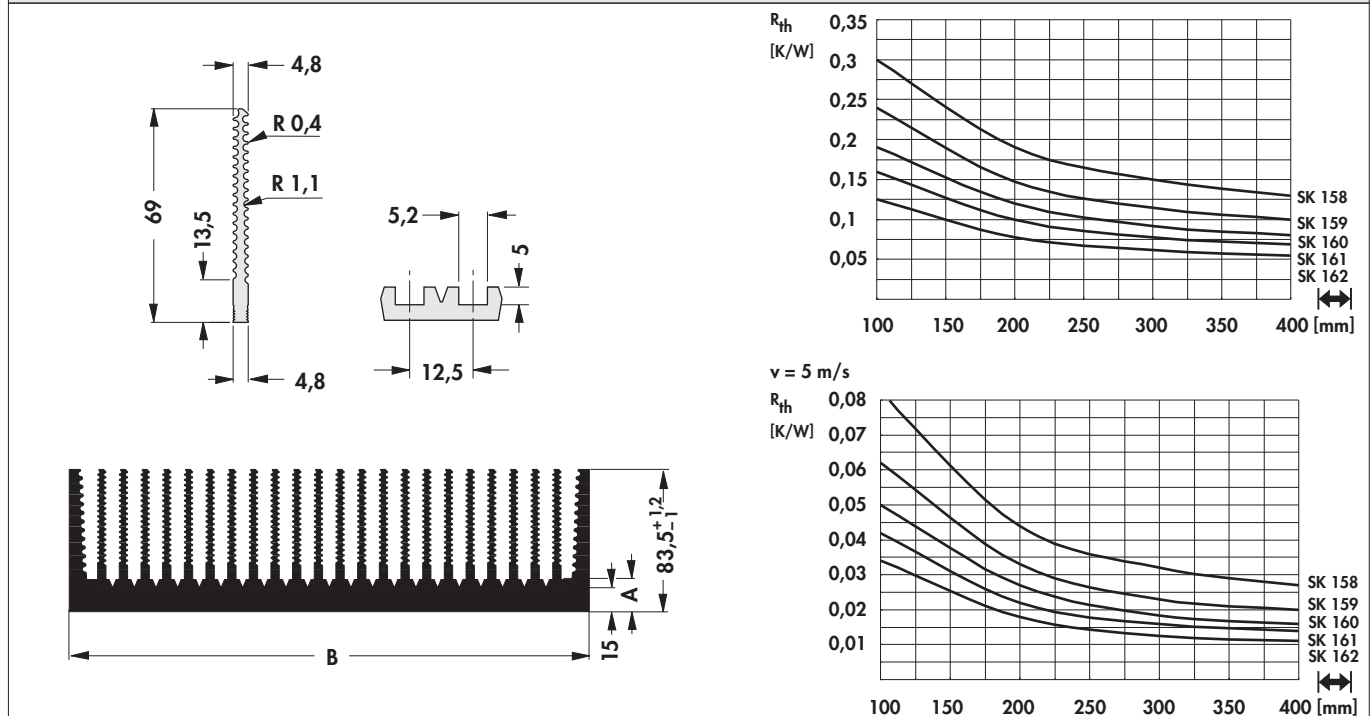 4,8
R 0,4
R 1,1
69
13,5
4,8
5,2
5
12,5
83,5 +1,2 −1
A
15
B
Rth
[K/W]
0,35
0,3
0,25
0,2
0,15
0,1
0,05
SK 158
SK 159
SK 160
SK 161
SK 162
100 150 200 250 300 350 400 [mm]
v = 5 m/s
Rth
[K/W]
0,08
0,07
0,06
0,05
0,04
0,03
0,02
0,01
0,00
SK 158
SK 159
SK 160
SK 161
SK 162
100 150 200 250 300 350 400 [mm]